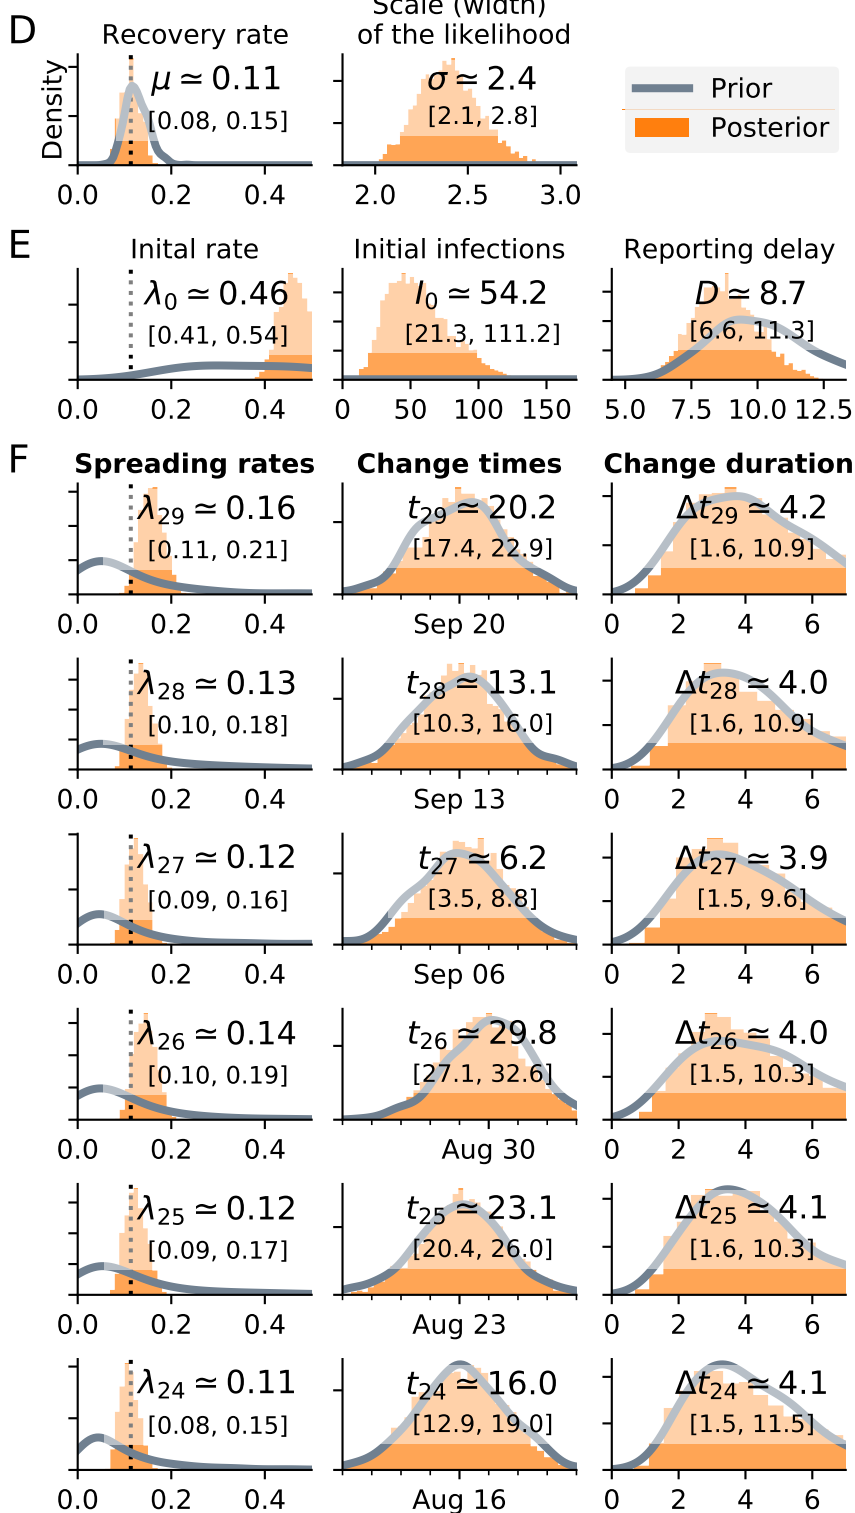 D
Recovery rate
Scale (width)
of the likelihood
Density
μ ≃ 0.11
[0.08, 0.15]
0.0 0.2 0.4
σ ≃ 2.4
[2.1, 2.8]
2.0 2.5 3.0
Prior
Posterior
E
Inital rate
λ0 ≃ 0.46
[0.41, 0.54]
0.0 0.2 0.4
Initial infections
I0 ≃ 54.2
[21.3, 111.2]
0 50 100 150
Reporting delay
D ≃ 8.7
[6.6, 11.3]
5.0 7.5 10.0 12.5
F
Spreading rates Change times Change duration
λ29 ≃ 0.16 t29 ≃ 20.2 Δt29 ≃ 4.2
[0.11, 0.21] [17.4, 22.9] [1.6, 10.9]
0.0 0.2 0.4 Sep 20 0 2 4 6
λ28 ≃ 0.13 t28 ≃ 13.1 Δt28 ≃ 4.0
[0.10, 0.18] [10.3, 16.0] [1.6, 10.9]
0.0 0.2 0.4 Sep 13 0 2 4 6
λ27 ≃ 0.12 t27 ≃ 6.2 Δt27 ≃ 3.9
[0.09, 0.16] [3.5, 8.8] [1.5, 9.6]
0.0 0.2 0.4 Sep 06 0 2 4 6
λ26 ≃ 0.14 t26 ≃ 29.8 Δt26 ≃ 4.0
[0.10, 0.19] [27.1, 32.6] [1.5, 10.3]
0.0 0.2 0.4 Aug 30 0 2 4 6
λ25 ≃ 0.12 t25 ≃ 23.1 Δt25 ≃ 4.1
[0.09, 0.17] [20.4, 26.0] [1.6, 10.3]
0.0 0.2 0.4 Aug 23 0 2 4 6
λ24 ≃ 0.11 t24 ≃ 16.0 Δt24 ≃ 4.1
[0.08, 0.15] [12.9, 19.0] [1.5, 11.5]
0.0 0.2 0.4 Aug 16 0 2 4 6